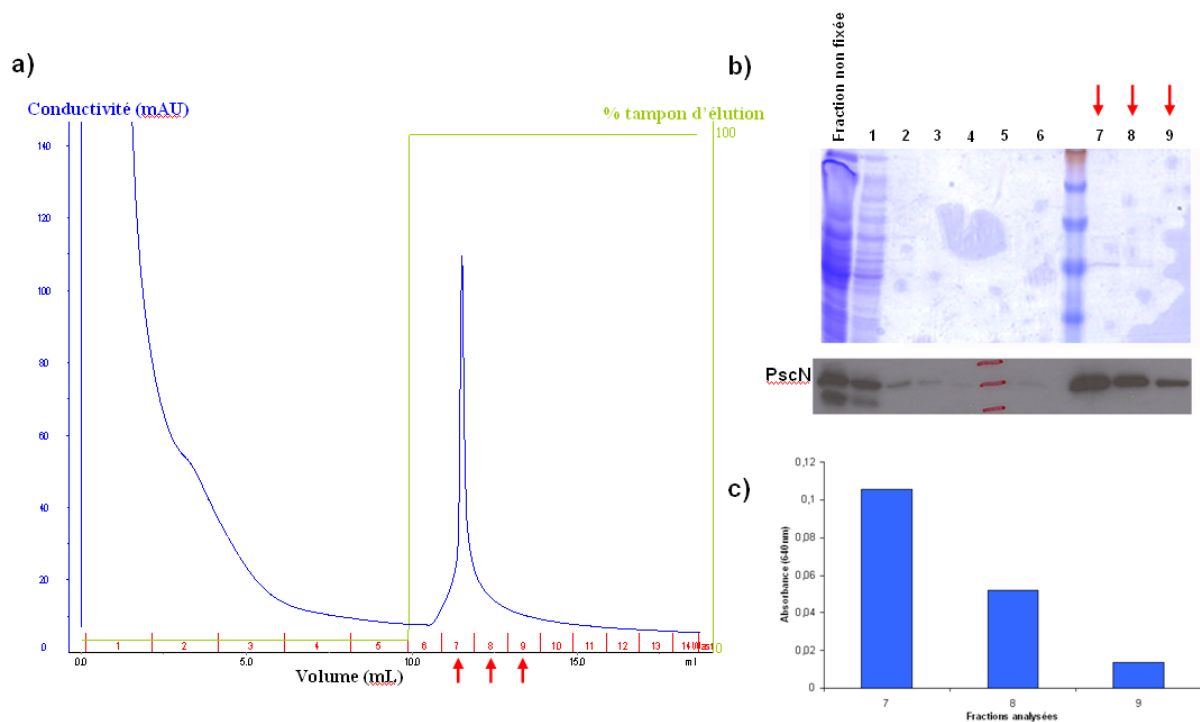 a)
Conductivité (mAU)
% tampon d'élution
140
120
100
80
60
40
20
0
100
0
1 2 3 4 5 6 7 8 9 10 11 12 13
0.0 5.0 10.0 15.0 ml
Volume (mL)
b)
Fraction non fixée
1 2 3 4 5 6 7 8 9
PscN
c)
0,12
0,1
0,08
0,06
0,04
0,02
0
Absorbance (640nm)
7 8 9
Fractions analysées